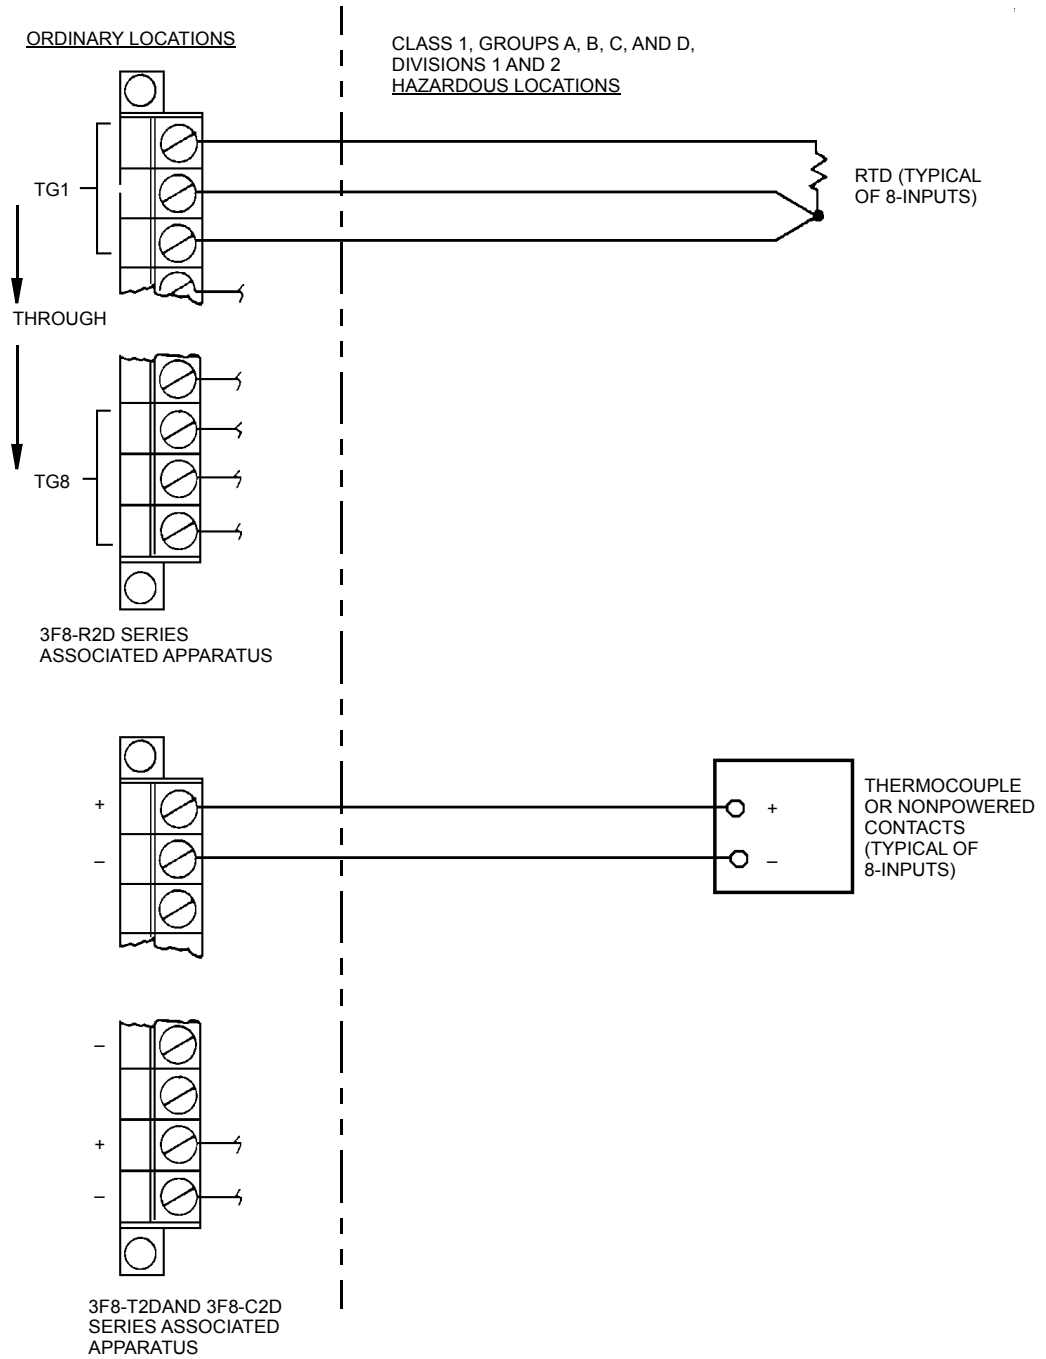 ORDINARY LOCATIONS
CLASS 1, GROUPS A, B, C, AND D,
DIVISIONS 1 AND 2
HAZARDOUS LOCATIONS
TG1
RTD (TYPICAL
OF 8-INPUTS)
THROUGH
TG8
3F8-R2D SERIES
ASSOCIATED APPARATUS
+
–
+
–
THERMOCOUPLE
OR NONPOWERED
CONTACTS
(TYPICAL OF
8-INPUTS)
–
+
–
3F8-T2DAND 3F8-C2D
SERIES ASSOCIATED
APPARATUS